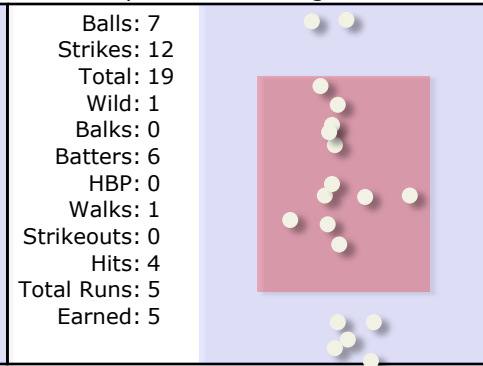 Balls: 7
Strikes: 12
Total: 19
Wild: 1
Balks: 0
Batters: 6
HBP: 0
Walks: 1
Strikeouts: 0
Hits: 4
Total Runs: 5
Earned: 5